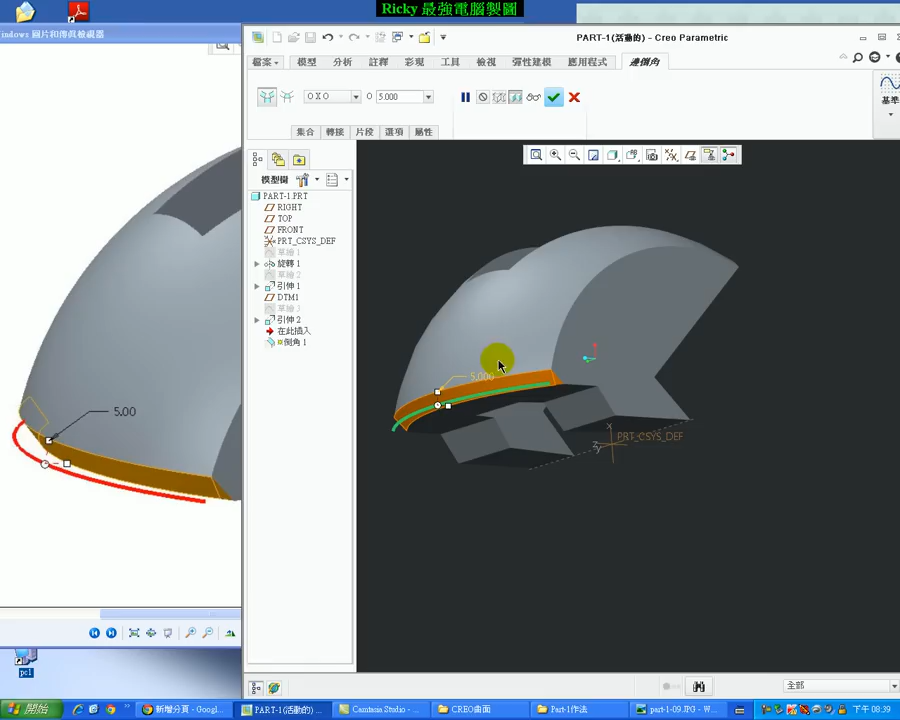 Ricky 最強電腦製圖
indows 圖片和傳真檢視器
PART-1(活動的) - Creo Parametric
檔案
模型
分析
註釋
彩現
工具
檢視
彈性建模
應用程式
邊倒角
O X O
O
5.000
基準
集合
轉接
片段
選項
屬性
模型樹
PART-1.PRT
RIGHT
TOP
FRONT
PRT_CSYS_DEF
草繪 1
旋轉 1
草繪 2
引伸 1
DTM1
草繪 3
引伸 2
在此插入
倒角 1
5.00
5.000
X
Y
Z
PRT_CSYS_DEF
pc1
全部
開始
新增分頁 - Google...
PART-1(活動的) ...
Camtasia Studio - ...
CREO曲面
Part-1作法
part-1-09.JPG - W...
下午 08:39